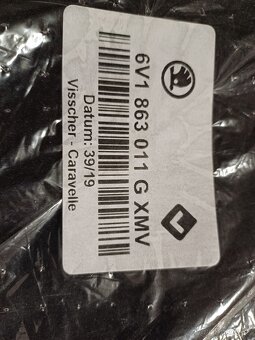 6V1 863 011 G XMV
Datum: 39/19
Visscher - Caravelle